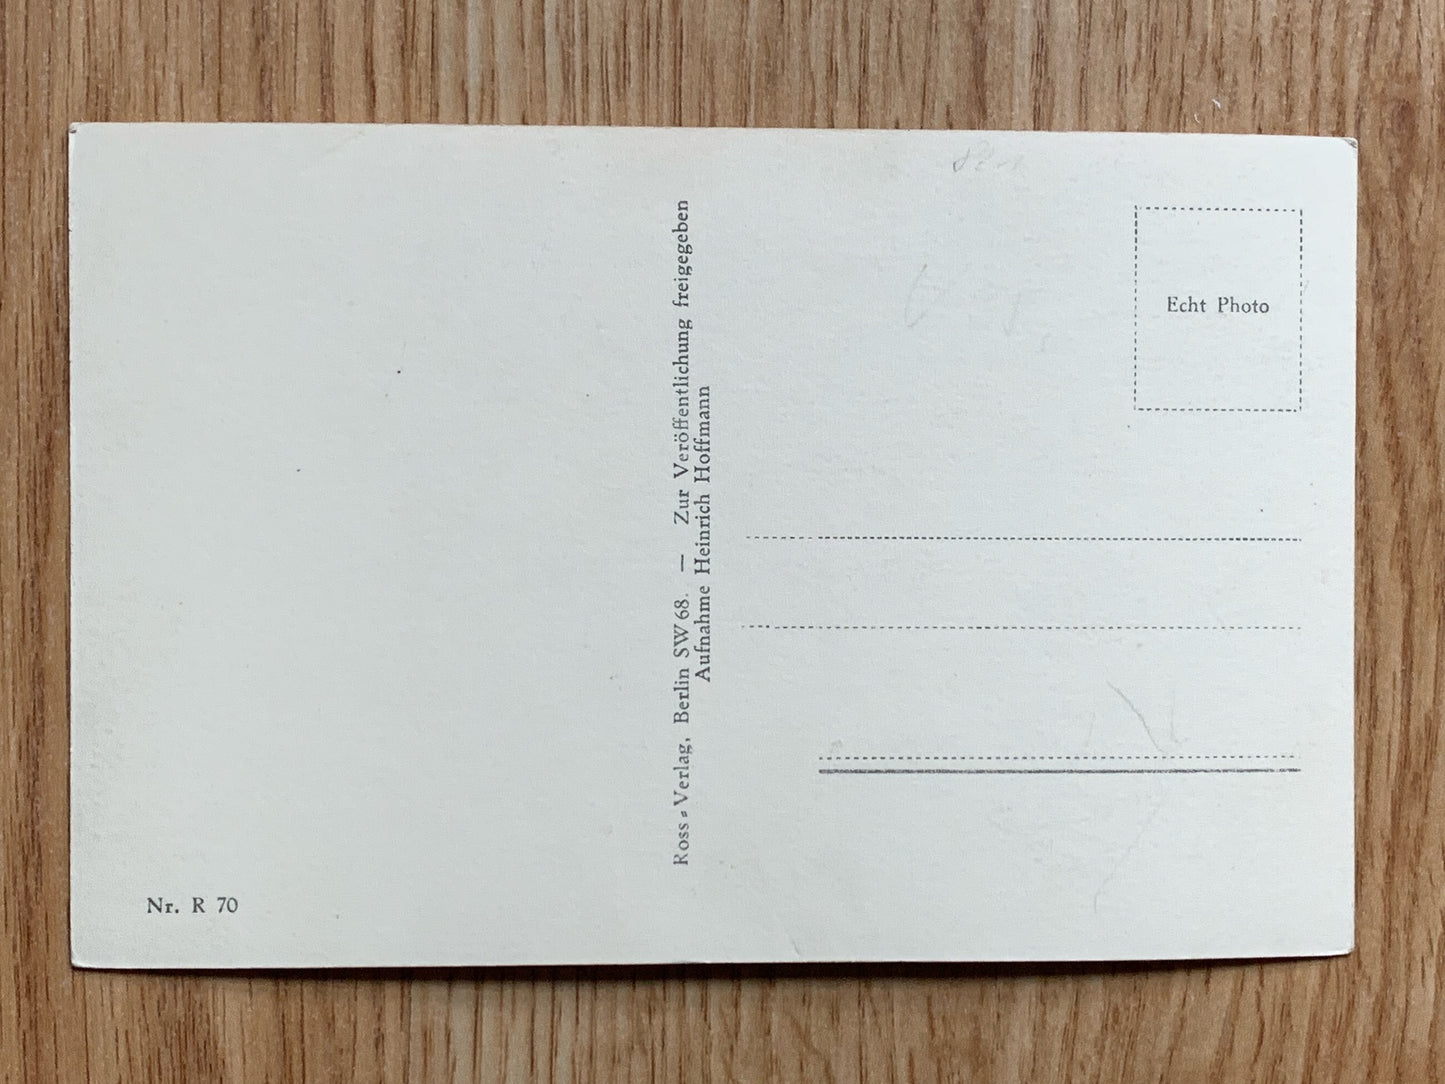 Ross-Verlag, Berlin SW 68. — Zur Veröffentlichung freigegeben
Aufnahme Heinrich Hoffmann
Echt Photo
Nr. R 70